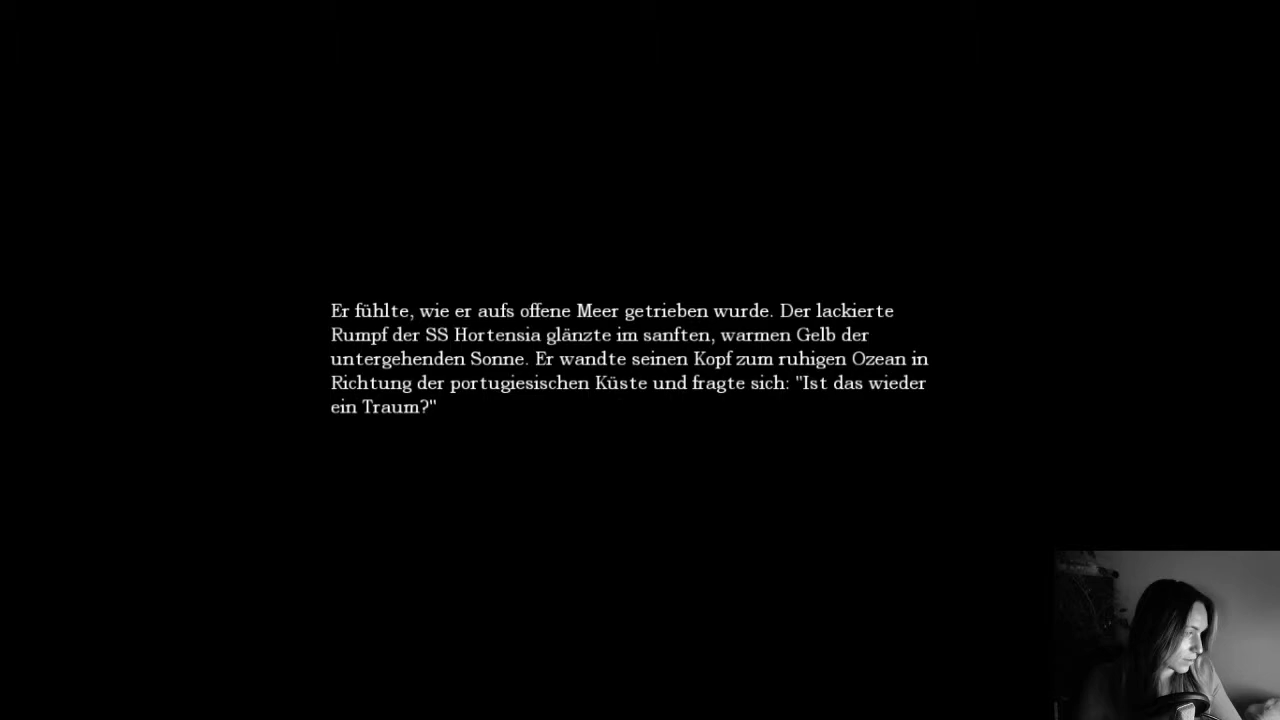 Er fühlte, wie er aufs offene Meer getrieben wurde. Der lackierte
Rumpf der SS Hortensia glänzte im sanften, warmen Gelb der
untergehenden Sonne. Er wandte seinen Kopf zum ruhigen Ozean in
Richtung der portugiesischen Küste und fragte sich: "Ist das wieder
ein Traum?"